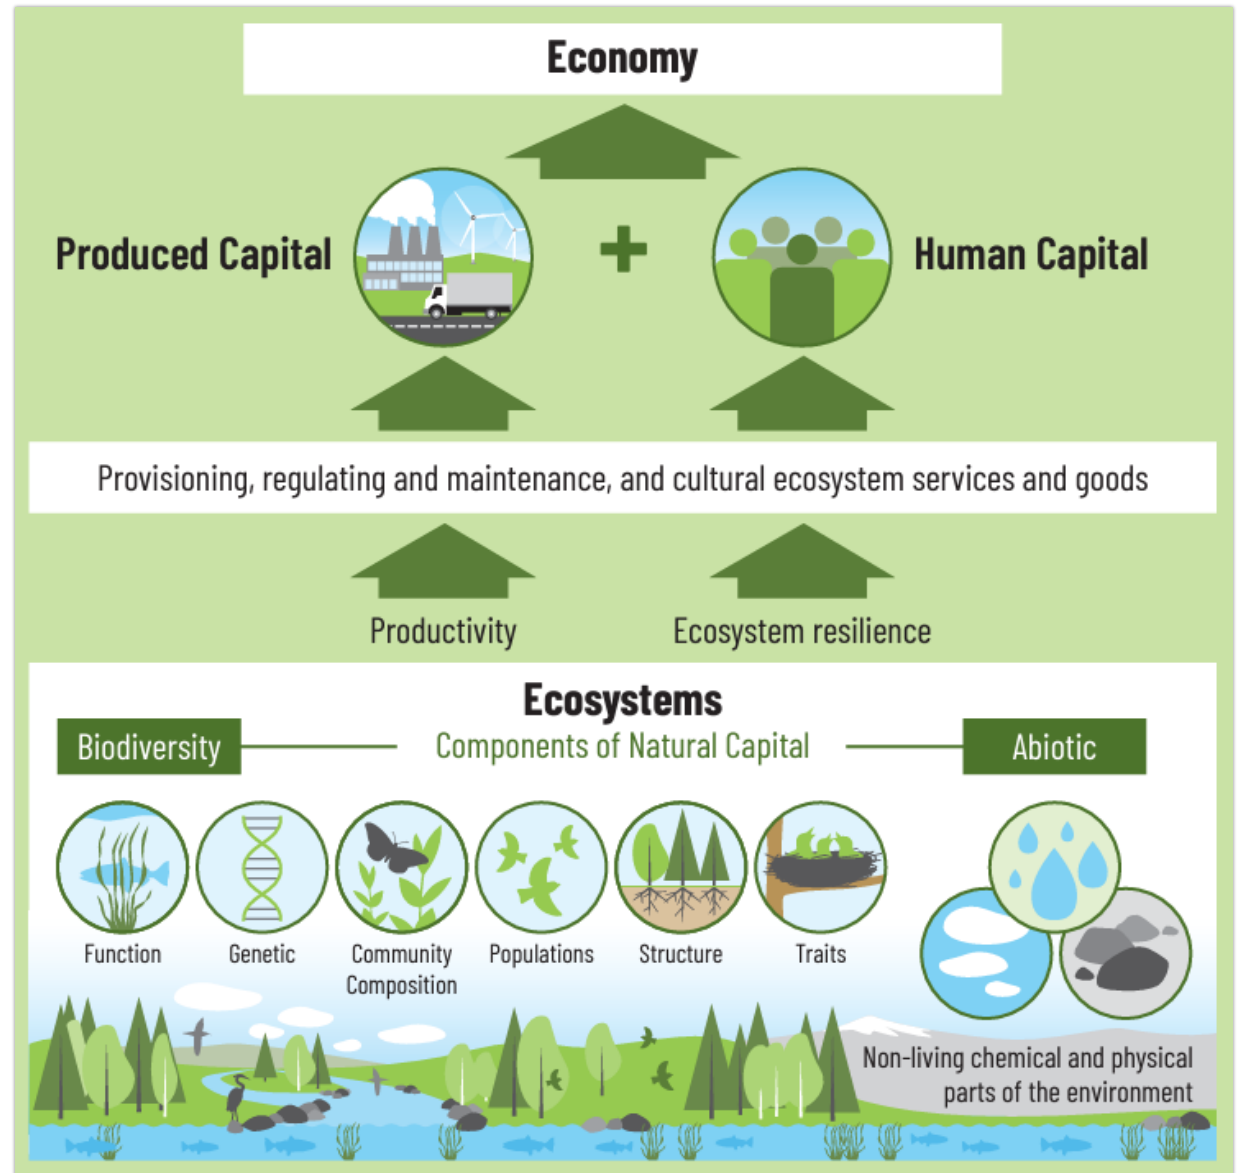 Economy
Produced Capital
Human Capital
Provisioning, regulating and maintenance, and cultural ecosystem services and goods
Productivity
Ecosystem resilience
Ecosystems
Biodiversity
Components of Natural Capital
Abiotic
Function
Genetic
Community
Composition
Populations
Structure
Traits
Non-living chemical and physical
parts of the environment